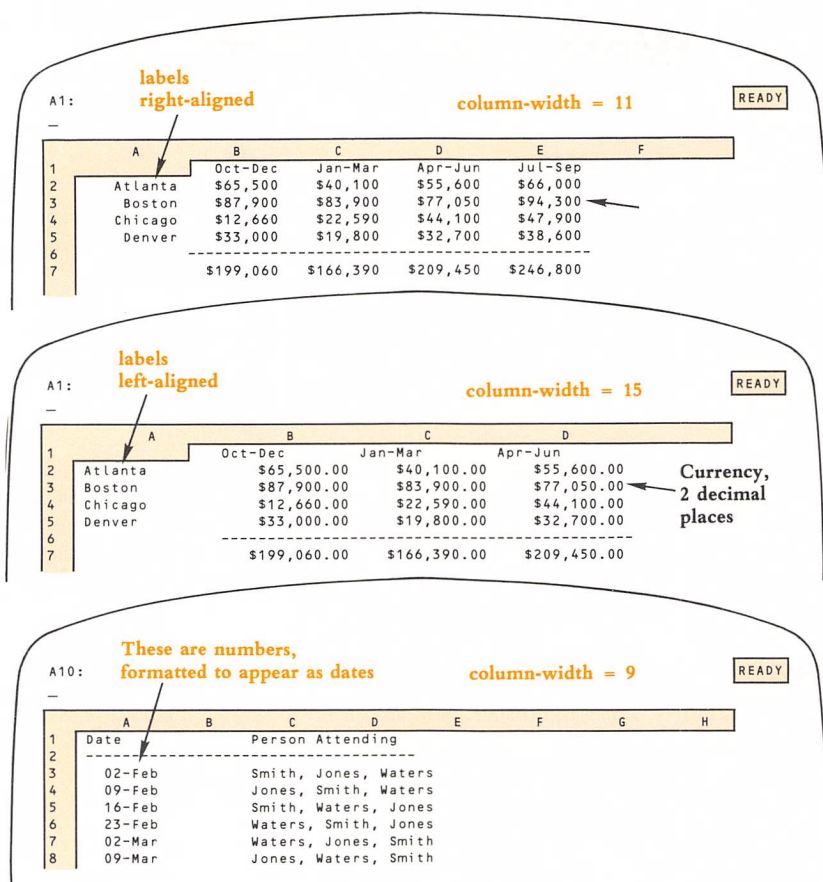 labels
right-aligned
A1:
column-width = 11
READY
A B C D E F
1 Oct-Dec Jan-Mar Apr-Jun Jul-Sep
2 Atlanta $65,500 $40,100 $55,600 $66,000
3 Boston $87,900 $83,900 $77,050 $94,300
4 Chicago $12,660 $22,590 $44,100 $47,900
5 Denver $33,000 $19,800 $32,700 $38,600
6 ----------------------------------------
7 $199,060 $166,390 $209,450 $246,800
labels
left-aligned
A1:
column-width = 15
READY
A B C D
1 Oct-Dec Jan-Mar Apr-Jun
2 Atlanta $65,500.00 $40,100.00 $55,600.00
3 Boston $87,900.00 $83,900.00 $77,050.00
4 Chicago $12,660.00 $22,590.00 $44,100.00
5 Denver $33,000.00 $19,800.00 $32,700.00
6 ----------------------------------------
7 $199,060.00 $166,390.00 $209,450.00
Currency,
2 decimal
places
These are numbers,
formatted to appear as dates
A10:
column-width = 9
READY
A B C D E F G H
1 Date Person Attending
2 ----------------------------------------
3 02-Feb Smith, Jones, Waters
4 09-Feb Jones, Smith, Waters
5 16-Feb Smith, Waters, Jones
6 23-Feb Waters, Smith, Jones
7 02-Mar Waters, Jones, Smith
8 09-Mar Jones, Waters, Smith